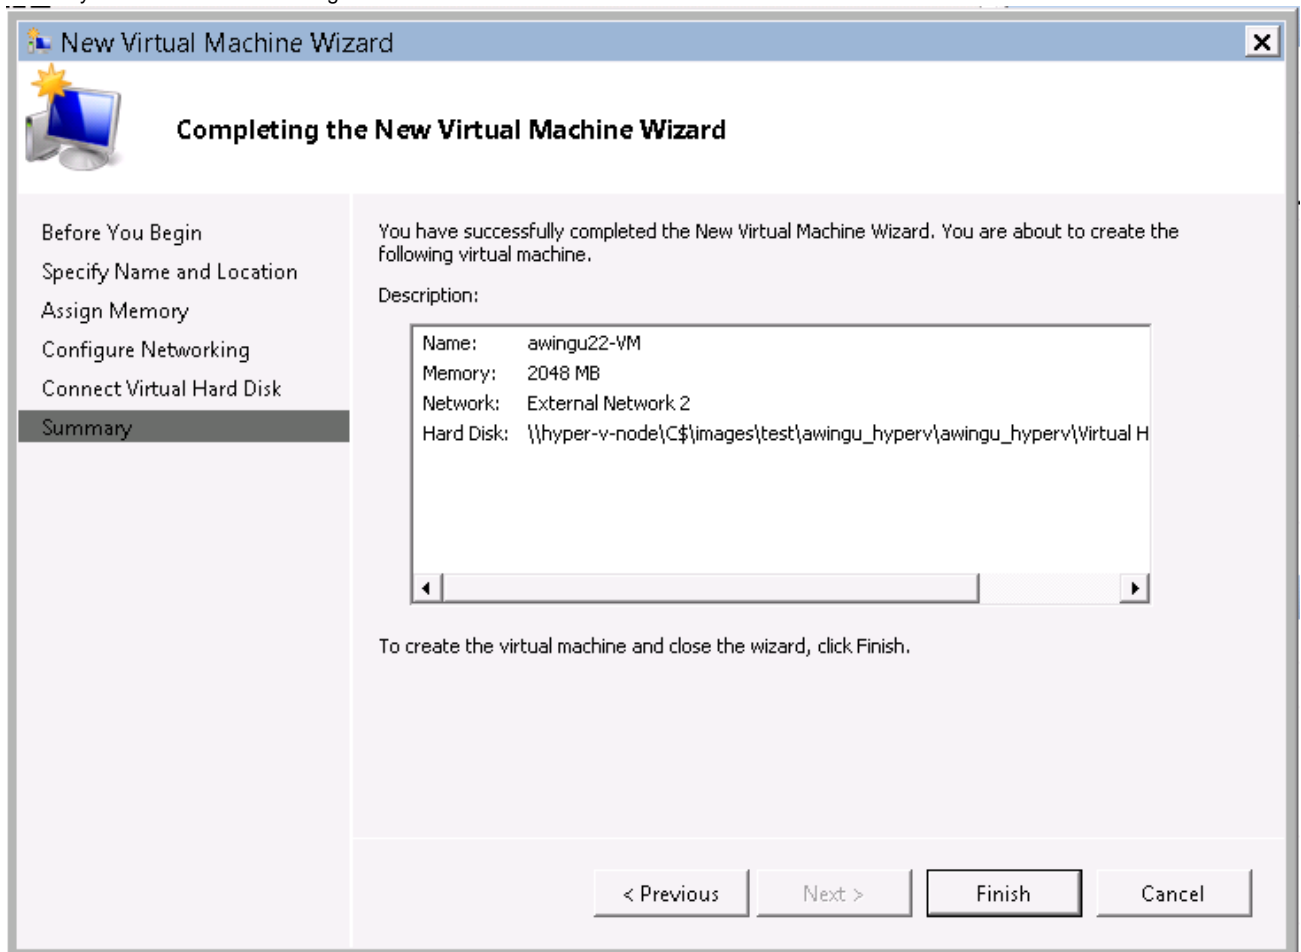 New Virtual Machine Wizard
Completing the New Virtual Machine Wizard
Before You Begin
Specify Name and Location
Assign Memory
Configure Networking
Connect Virtual Hard Disk
Summary
You have successfully completed the New Virtual Machine Wizard. You are about to create the
following virtual machine.
Description:
Name: awingu22-VM
Memory: 2048 MB
Network: External Network 2
Hard Disk: \\hyper-v-node\C$\images\test\awingu_hyperv\awingu_hyperv\Virtual H
To create the virtual machine and close the wizard, click Finish.
< Previous
Next >
Finish
Cancel